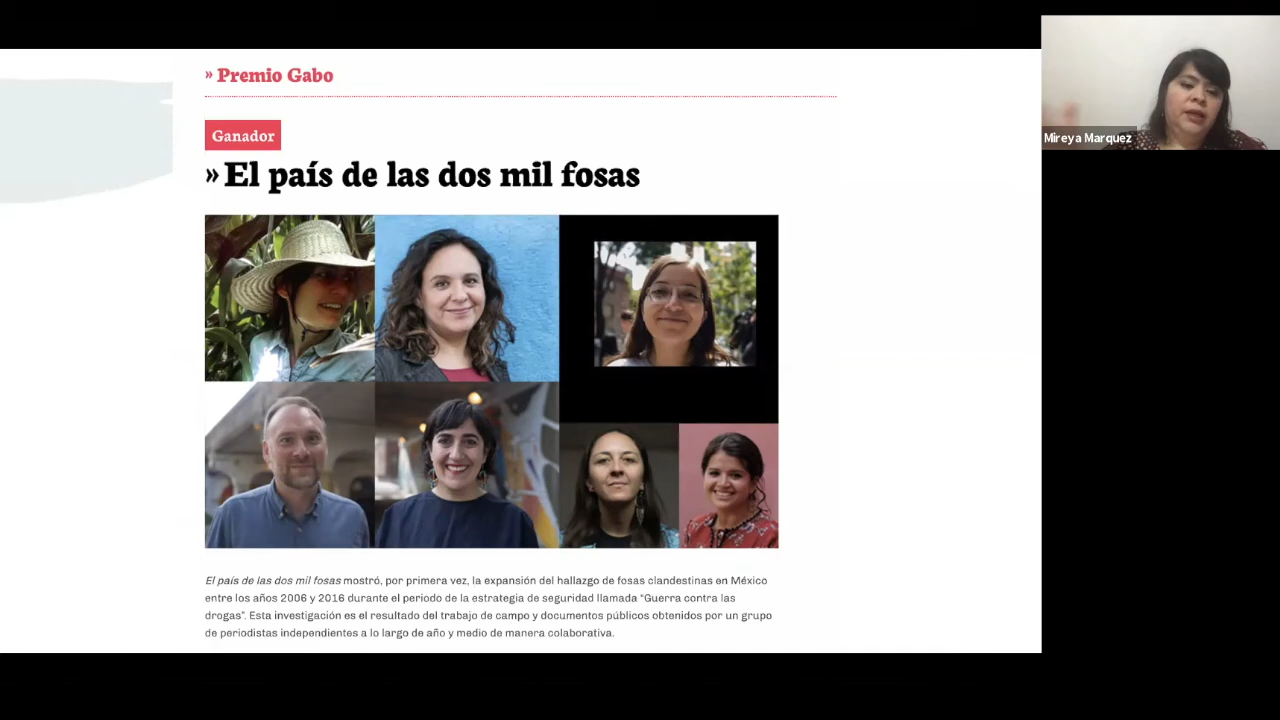 » Premio Gabo
Ganador
» El país de las dos mil fosas
El país de las dos mil fosas mostró, por primera vez, la expansión del hallazgo de fosas clandestinas en México
entre los años 2006 y 2016 durante el periodo de la estrategia de seguridad llamada “Guerra contra las
drogas”. Esta investigación es el resultado del trabajo de campo y documentos públicos obtenidos por un grupo
de periodistas independientes a lo largo de año y medio de manera colaborativa.
Mireya Marquez